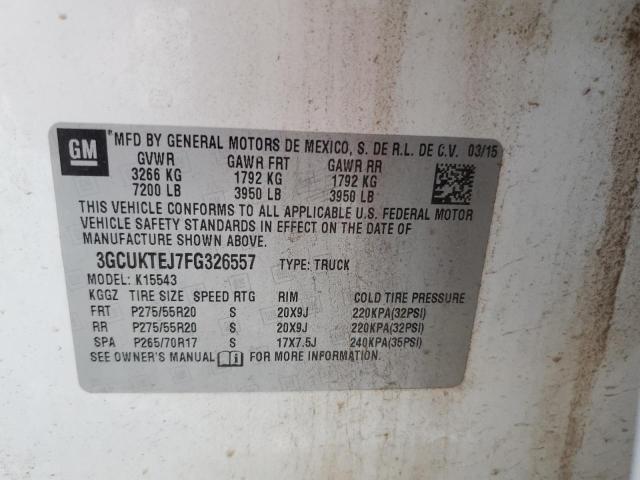 GM ®MFD BY GENERAL MOTORS DE MEXICO, S. DE R.L. DE C.V. 03/15
GVWR GAWR FRT GAWR RR
3266 KG 1792 KG 1792 KG
7200 LB 3950 LB 3950 LB
THIS VEHICLE CONFORMS TO ALL APPLICABLE U.S. FEDERAL MOTOR
VEHICLE SAFETY STANDARDS IN EFFECT ON THE DATE OF
MANUFACTURE SHOWN ABOVE.
3GCUKTEJ7FG326557 TYPE: TRUCK
MODEL: K15543
KGGZ TIRE SIZE SPEED RTG RIM COLD TIRE PRESSURE
FRT P275/55R20 S 20X9J 220KPA(32PSI)
RR P275/55R20 S 20X9J 220KPA(32PSI)
SPA P265/70R17 S 17X7.5J 240KPA(35PSI)
SEE OWNER'S MANUAL FOR MORE INFORMATION.